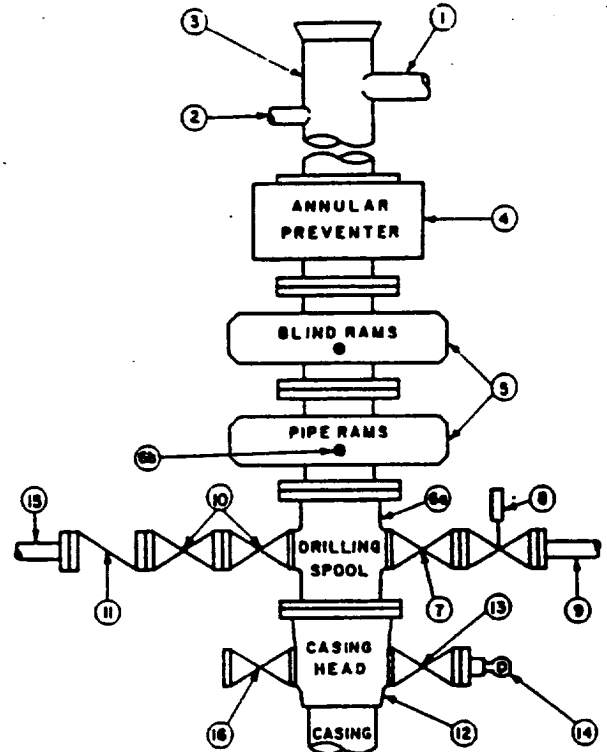 3
1
2
ANNULAR
PREVENTER
4
BLIND RAMS
5
PIPE RAMS
6b
15
10
6a
8
DRILLING
SPOOL
11
7
13
9
CASING
HEAD
16
12
14
CASING